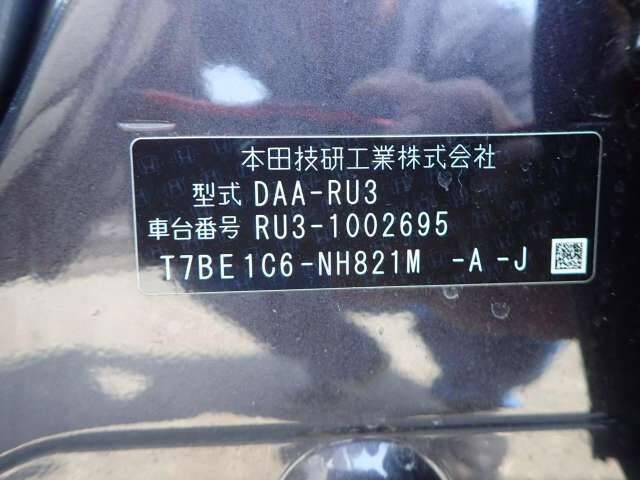 本田技研工業株式会社
型式 DAA-RU3
車台番号 RU3-1002695
T7BE1C6-NH821M -A -J